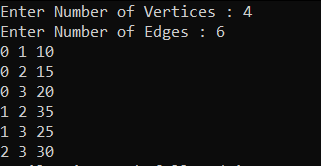 Enter Number of Vertices : 4
Enter Number of Edges : 6
0 1 10
0 2 15
0 3 20
1 2 35
1 3 25
2 3 30